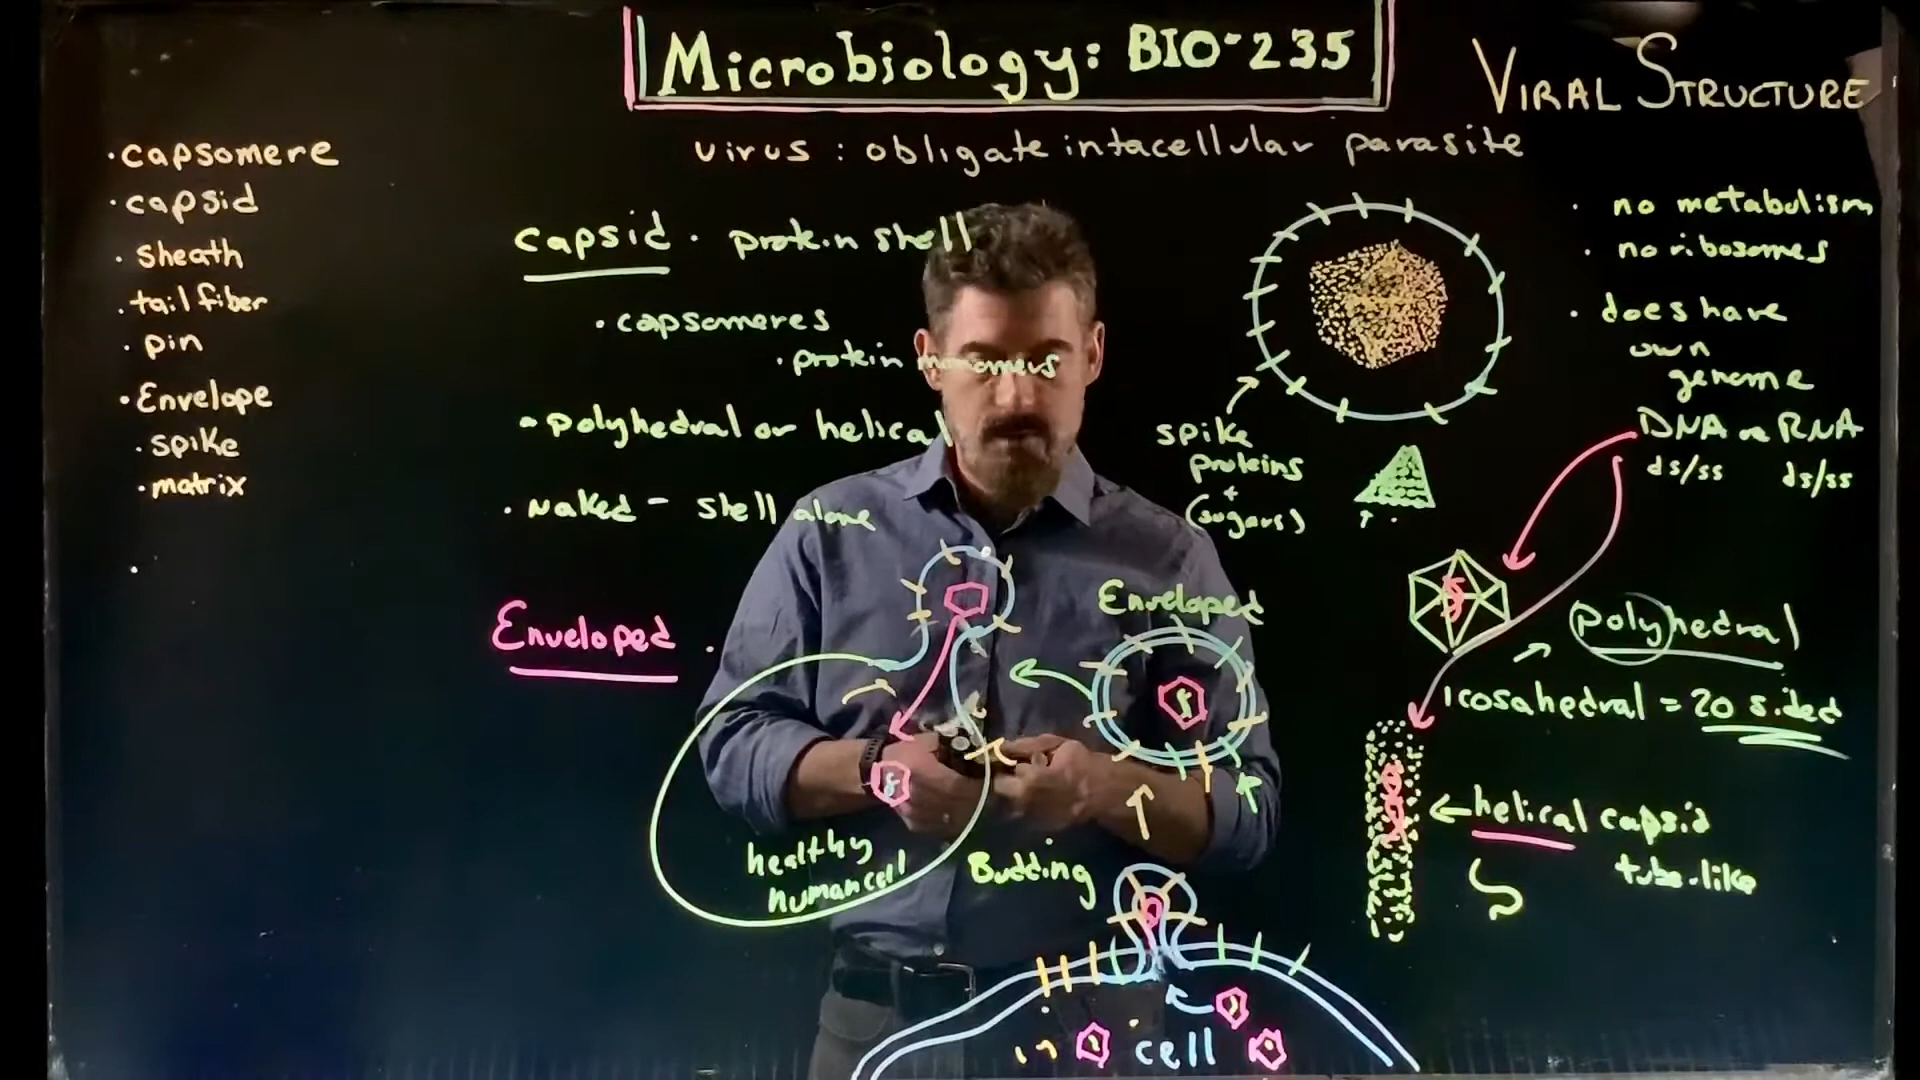 Microbiology: BIO-235
VIRAL STRUCTURE
virus : obligate intacellular parasite
· capsomere
· capsid
· sheath
· tail fiber
· pin
· Envelope
· spike
· matrix
capsid · protein shell
· capsomeres
· protein monomers
· polyhedral or helical
· Naked - shell alone
Enveloped ·
healthy
human cell
Budding
Enveloped
cell
spike
proteins
+
(sugars)
· no metabolism
· no ribosomes
· does have
own
genome
DNA or RNA
ds/ss ds/ss
polyhedral
icosahedral = 20 sided
helical capsid
tube-like